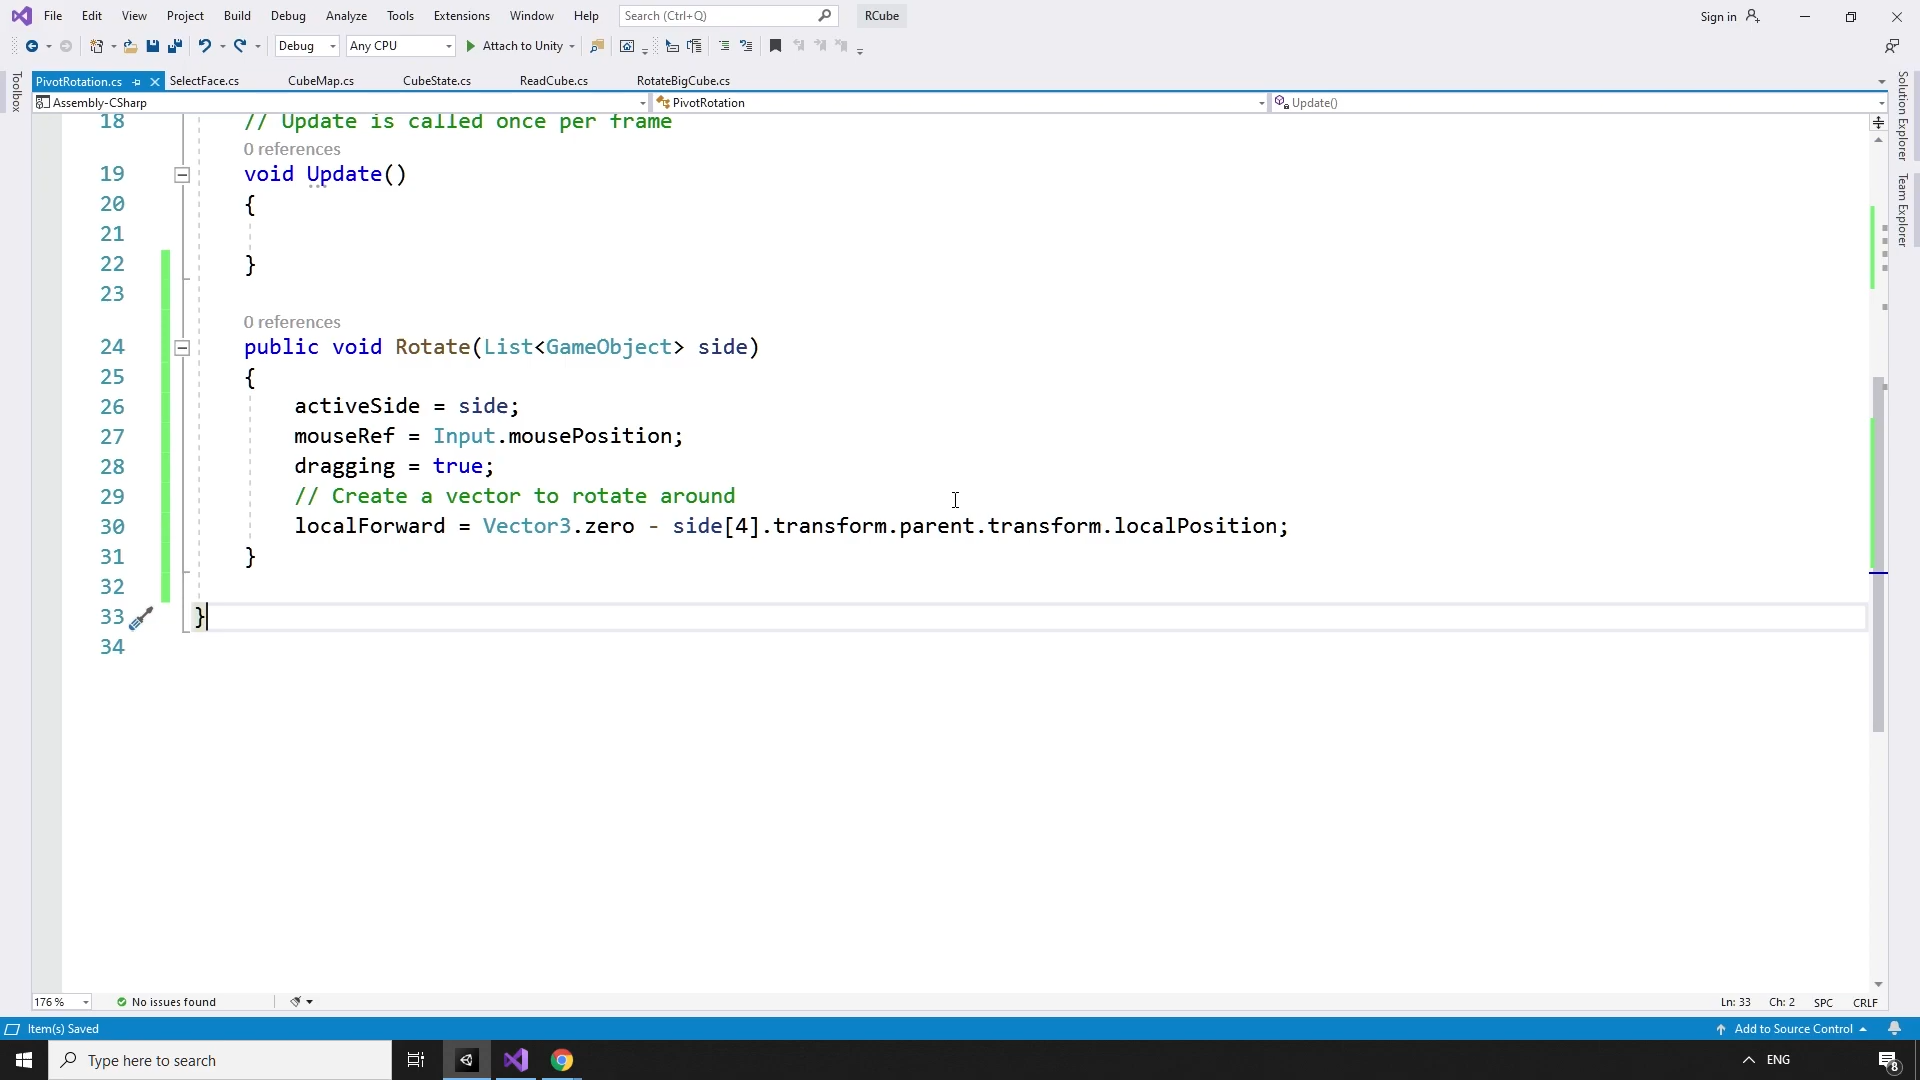 File Edit View Project Build Debug Analyze Tools Extensions Window Help Search (Ctrl+Q) RCube Sign in
Debug Any CPU Attach to Unity
PivotRotation.cs SelectFace.cs CubeMap.cs CubeState.cs ReadCube.cs RotateBigCube.cs
Assembly-CSharp PivotRotation Update()
Toolbox
Solution Explorer
Team Explorer
18 // Update is called once per frame
0 references
19 void Update()
20 {
21
22 }
23
0 references
24 public void Rotate(List<GameObject> side)
25 {
26 activeSide = side;
27 mouseRef = Input.mousePosition;
28 dragging = true;
29 // Create a vector to rotate around
30 localForward = Vector3.zero - side[4].transform.parent.transform.localPosition;
31 }
32
33 }
34
176 % No issues found Ln: 33 Ch: 2 SPC CRLF
Item(s) Saved Add to Source Control
Type here to search ENG 8